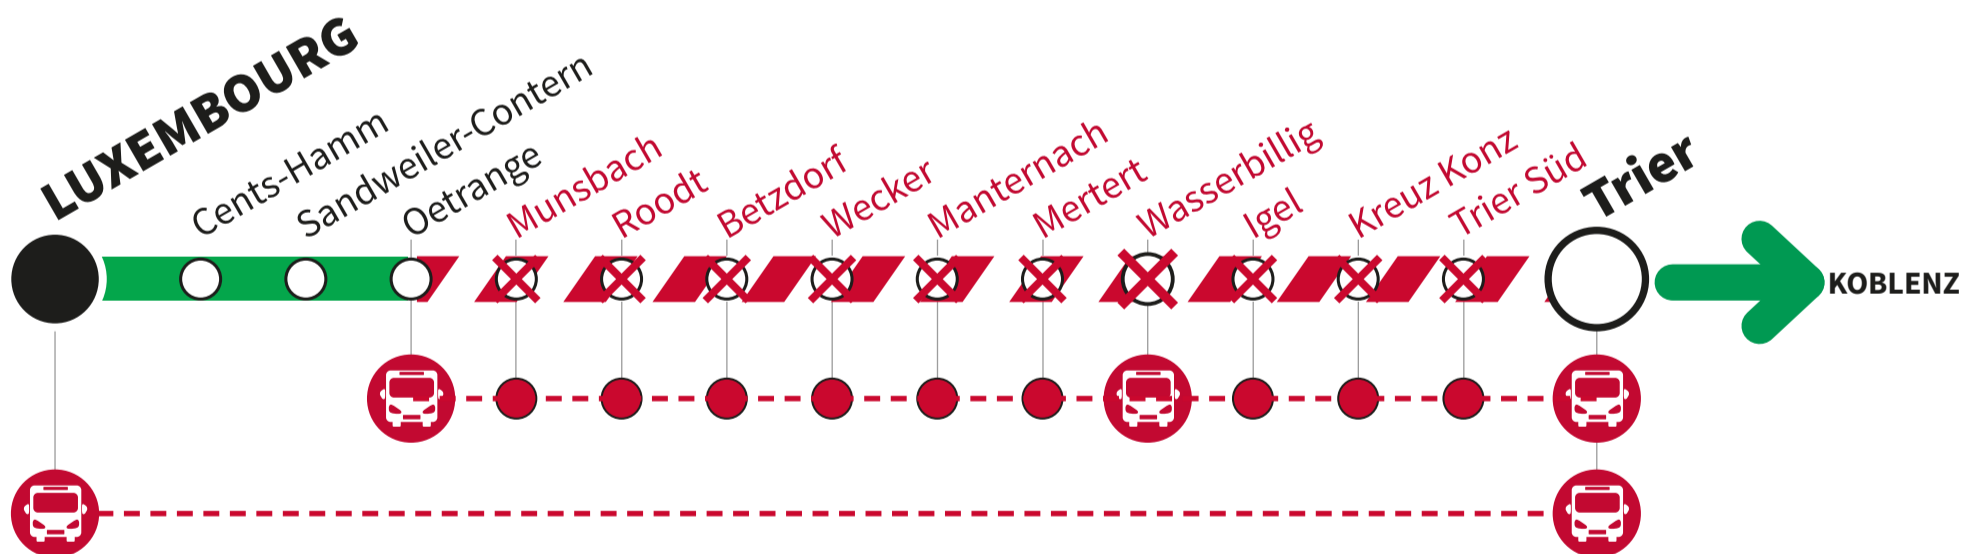 LUXEMBOURG
Cents-Hamm
Sandweiler-Contern
Oetrange
Munsbach
Roodt
Betzdorf
Wecker
Manternach
Mertert
Wasserbillig
Igel
Kreuz Konz
Trier Süd
Trier
KOBLENZ